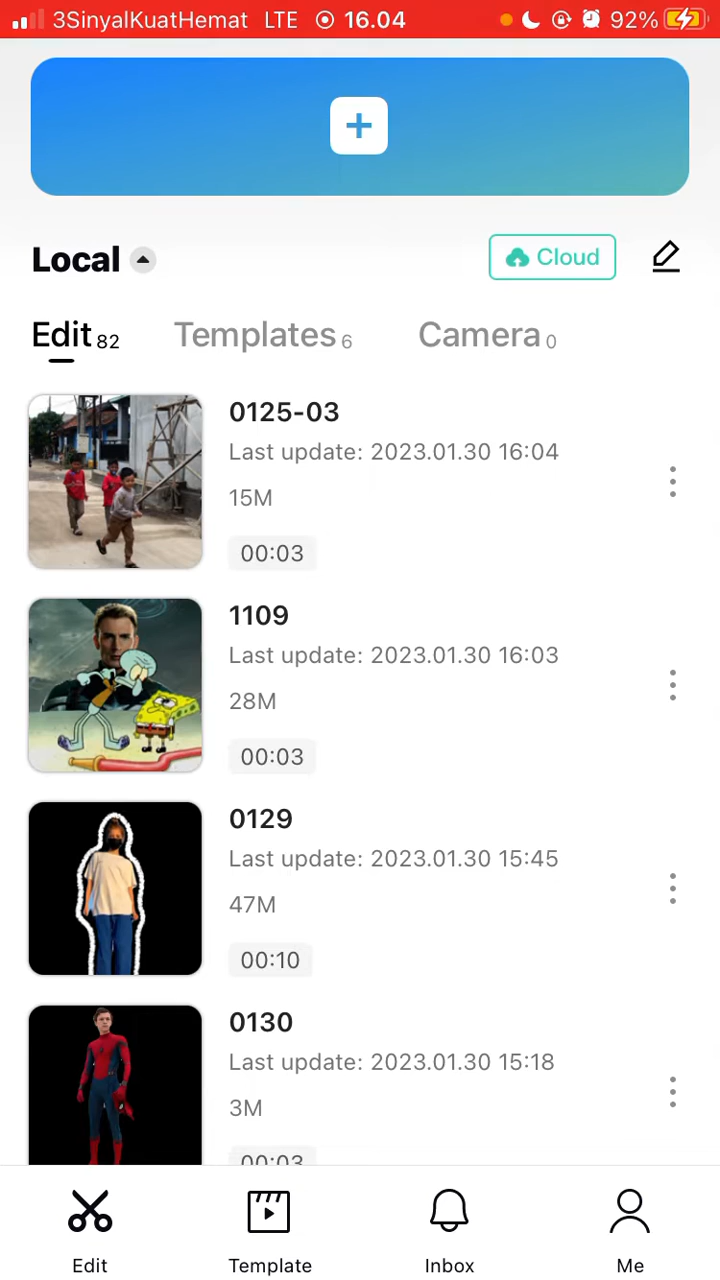 3SinyalKuatHemat LTE 16.04 92%
Local Cloud
Edit 82 Templates 6 Camera 0
0125-03
Last update: 2023.01.30 16:04
15M
00:03
1109
Last update: 2023.01.30 16:03
28M
00:03
0129
Last update: 2023.01.30 15:45
47M
00:10
0130
Last update: 2023.01.30 15:18
3M
00:03
Edit Template Inbox Me